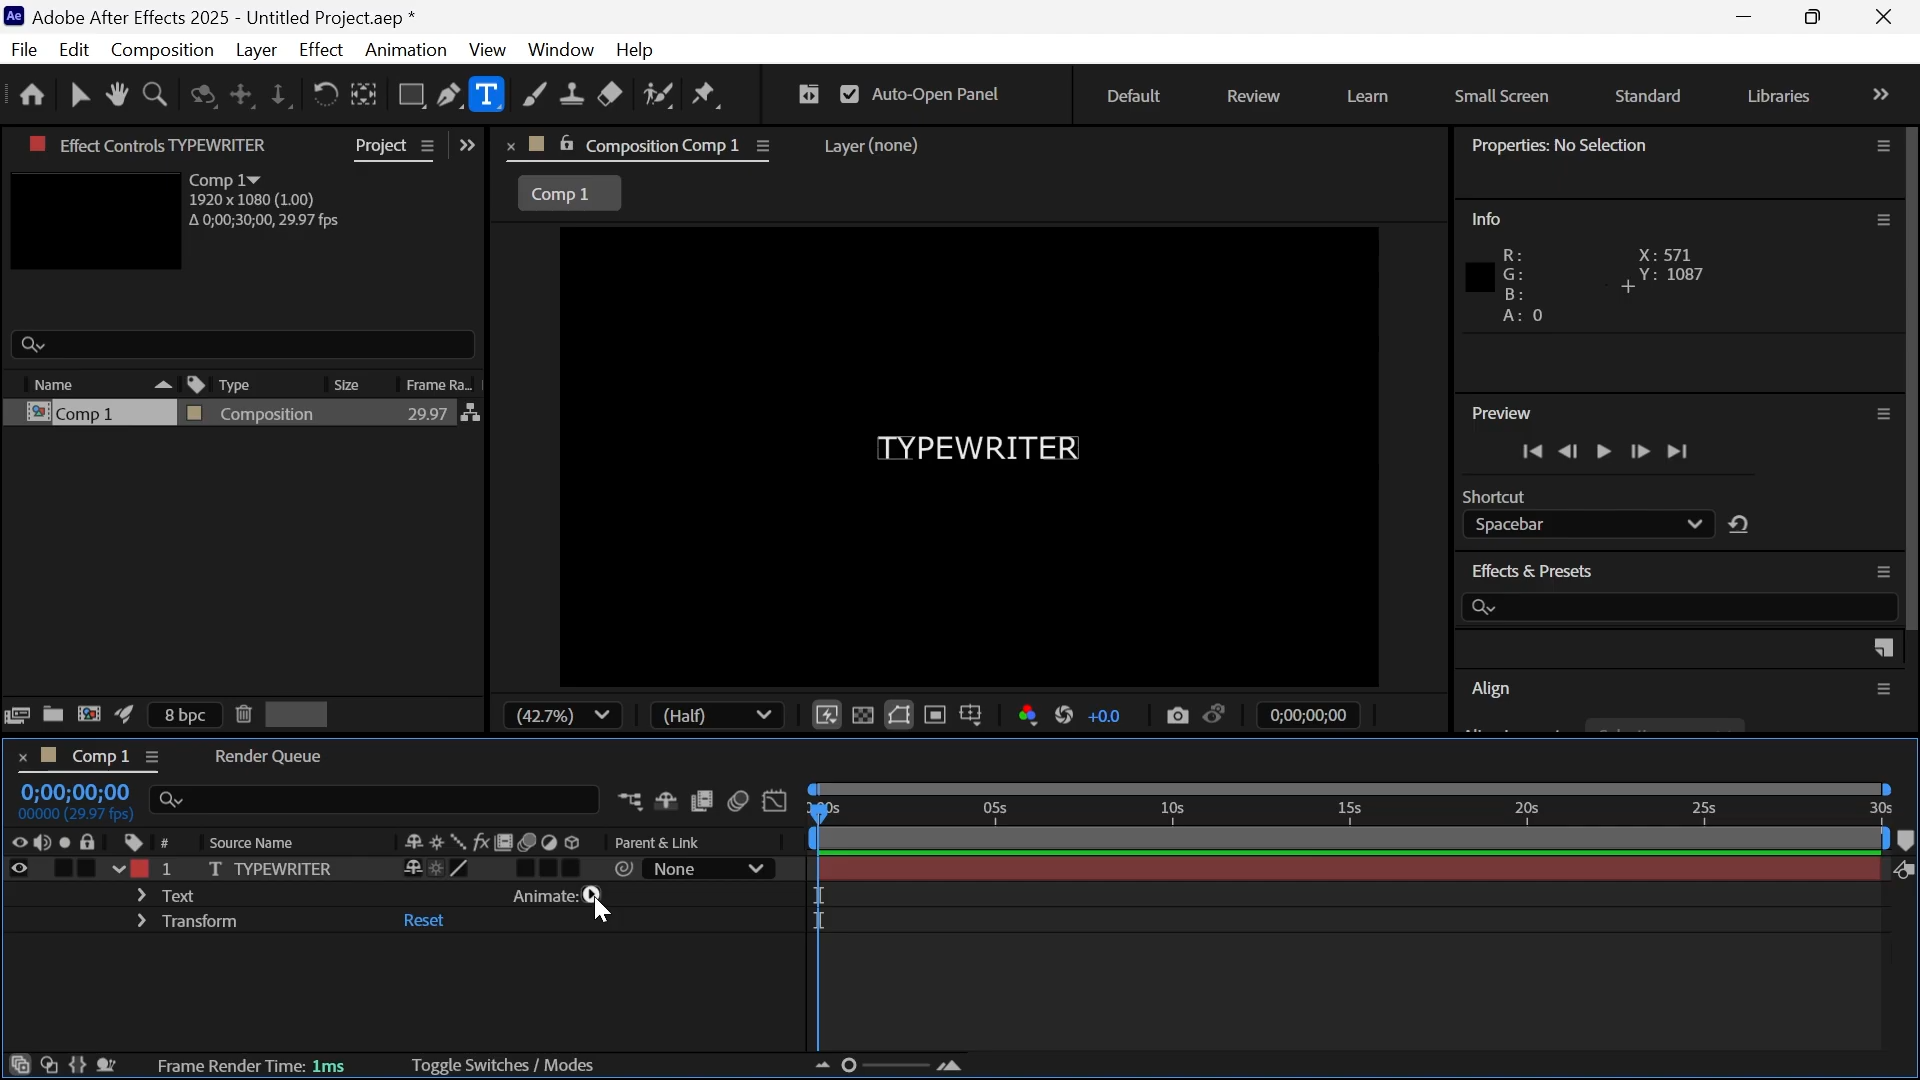 Ae Adobe After Effects 2025 - Untitled Project.aep *
File Edit Composition Layer Effect Animation View Window Help
T Auto-Open Panel Default Review Learn Small Screen Standard Libraries
Effect Controls TYPEWRITER Project
Comp 1
1920 x 1080 (1.00)
Δ 0;00;30;00, 29.97 fps
Name Type Size Frame Ra...
Comp 1 Composition 29.97
8 bpc
Composition Comp 1 Layer (none)
Comp 1
TYPEWRITER
(42.7%) (Half) +0.0 0;00;00;00
Properties: No Selection
Info
R: X: 571
G: Y: 1087
B:
A: 0
Preview
Shortcut
Spacebar
Effects & Presets
Align
Comp 1 Render Queue
0;00;00;00
00000 (29.97 fps)
05s 10s 15s 20s 25s 30s
# Source Name fx Parent & Link
1 T TYPEWRITER None
Text Animate:
Transform Reset
Frame Render Time: 1ms Toggle Switches / Modes